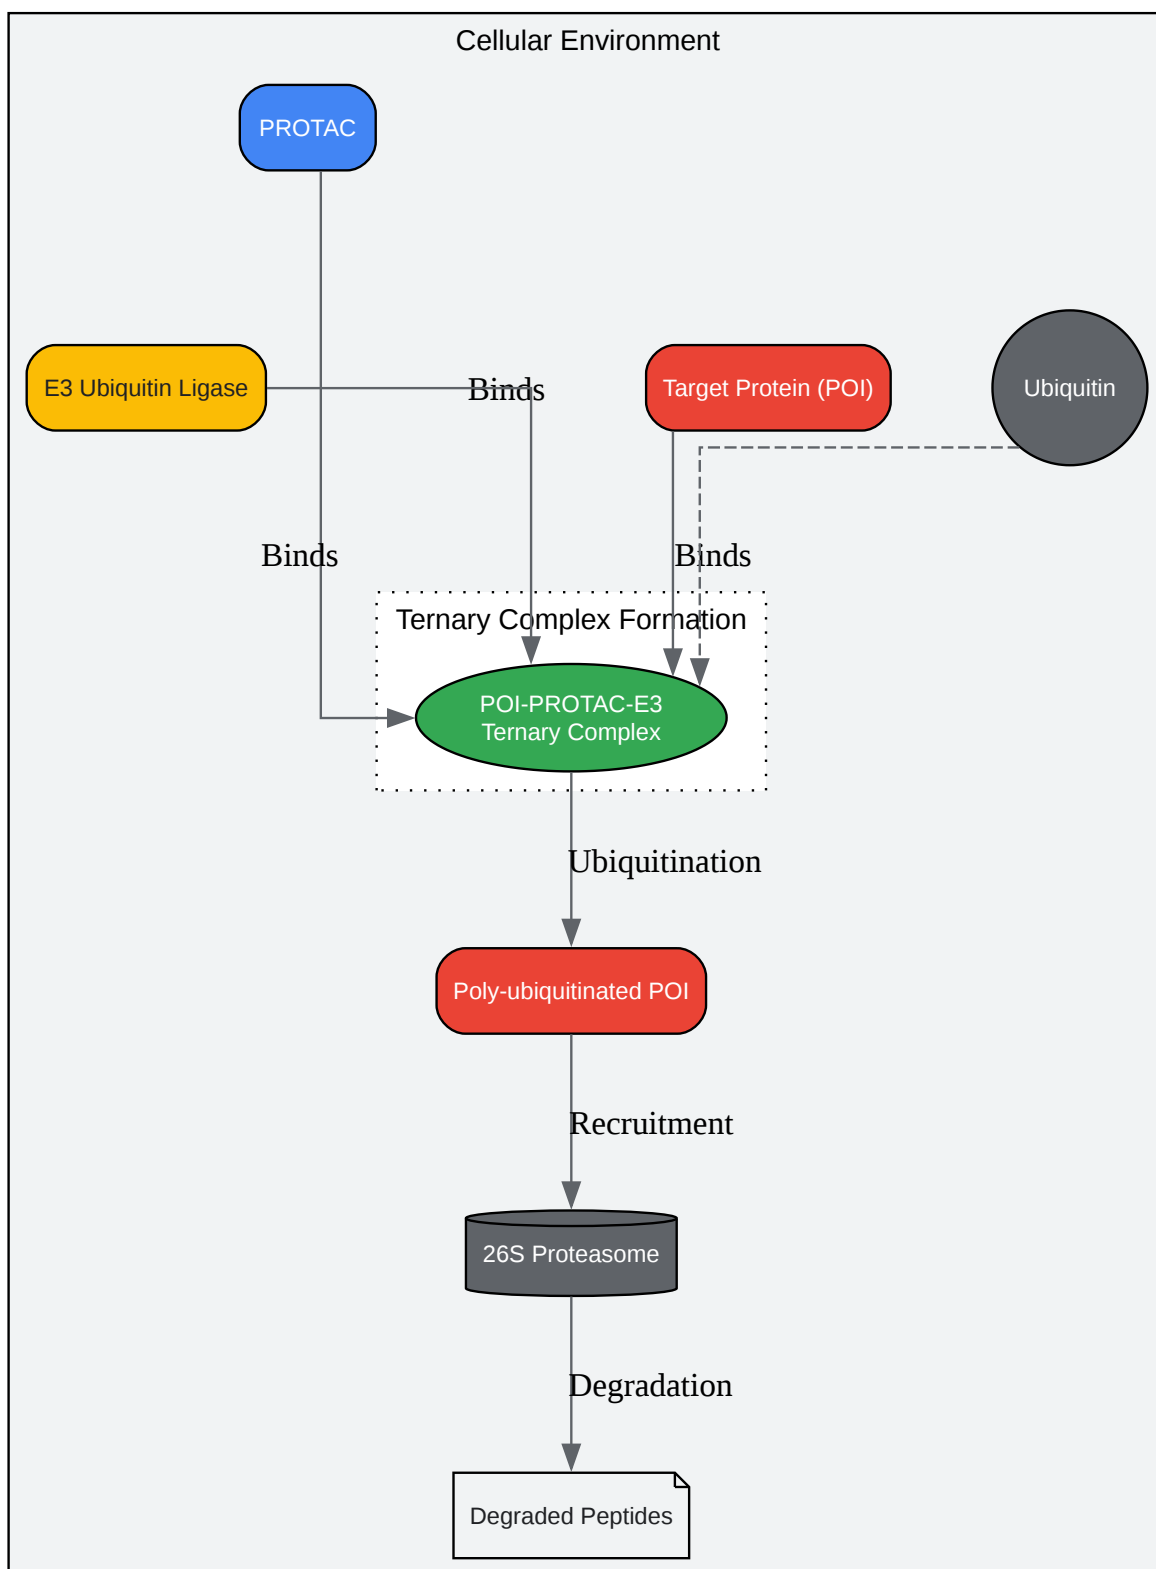 Cellular Environment
PROTAC
E3 Ubiquitin Ligase
Binds
Target Protein (POI)
Ubiquitin
Binds
Binds
Ternary Complex Formation
POI-PROTAC-E3
Ternary Complex
Ubiquitination
Poly-ubiquitinated POI
Recruitment
26S Proteasome
Degradation
Degraded Peptides